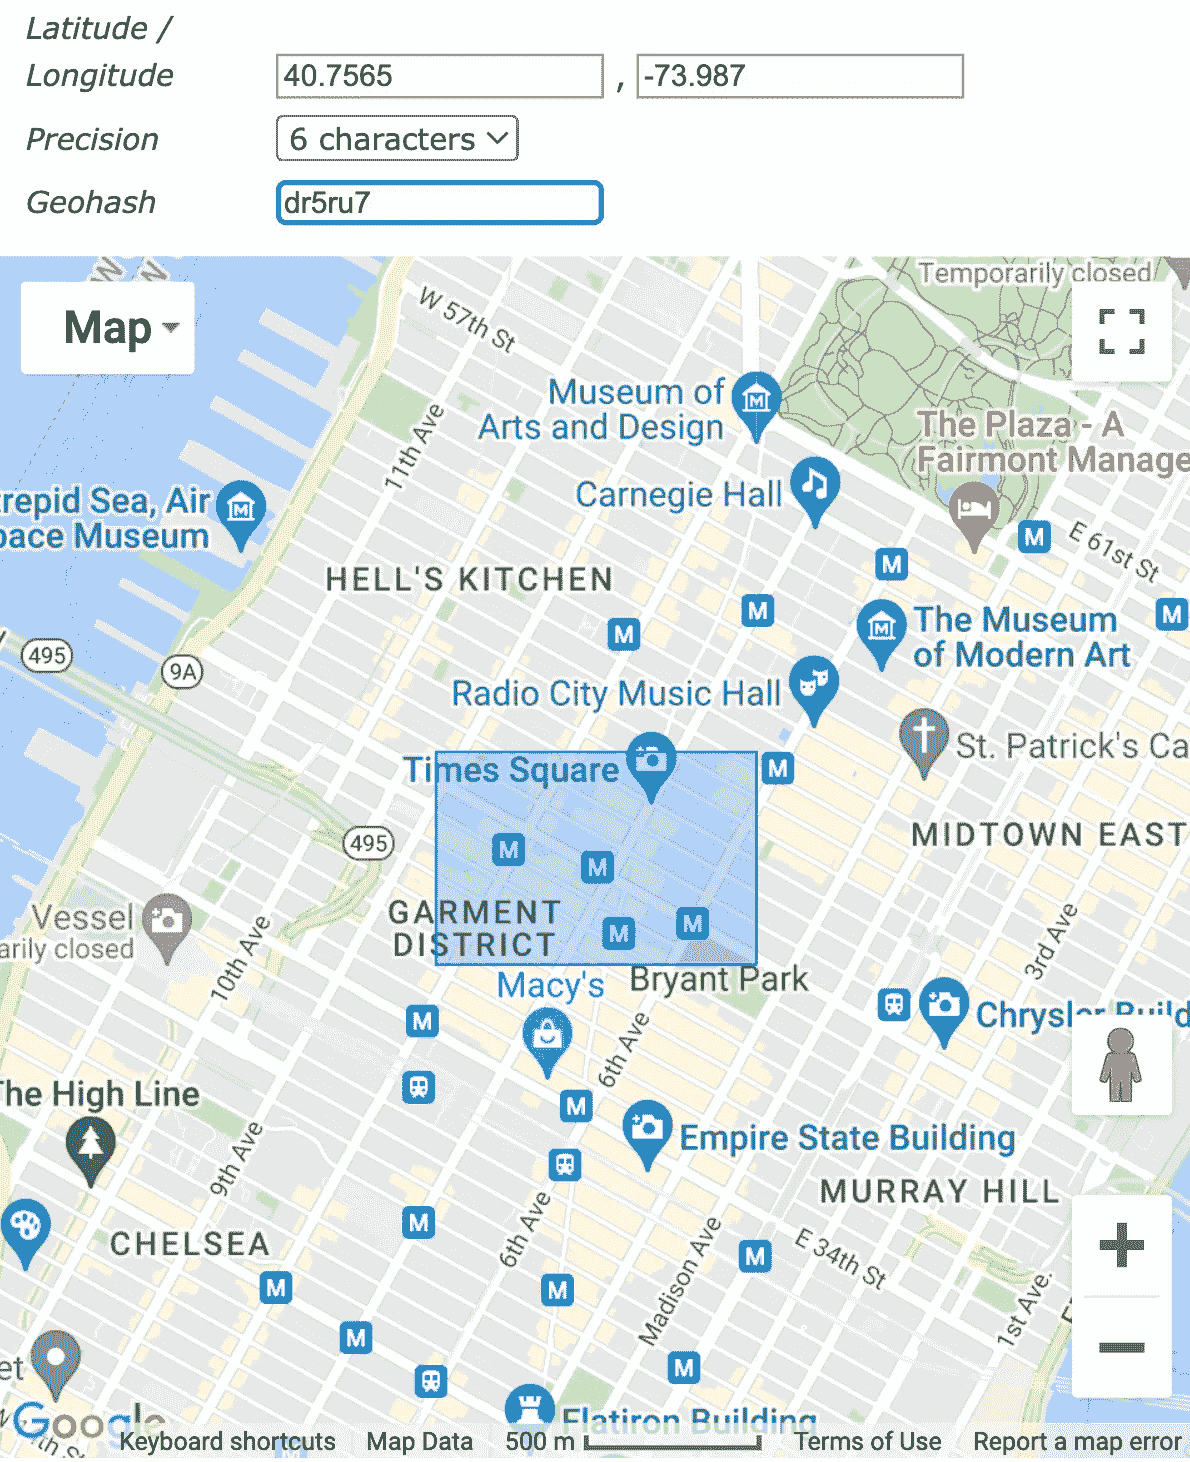 Latitude /
Longitude 40.7565 , -73.987
Precision 6 characters
Geohash dr5ru7
W W
Temporarily closed
Map
W 57th St
Museum of
Arts and Design
11th Ave
The Plaza - A
Fairmont Manage
Carnegie Hall
trepid Sea, Air
pace Museum
M
E 61st St
M
HELL'S KITCHEN
M
M
M
The Museum
of Modern Art
495
9A
Radio City Music Hall
St. Patrick's Ca
Times Square
M
MIDTOWN EAST
495
M
M
GARMENT
DISTRICT
M
M
Vessel
arily closed
10th Ave
3rd Ave
Macy's
Bryant Park
M
Chrysler Build
6th Ave
The High Line
M
Empire State Building
9th Ave
MURRAY HILL
6th Ave
M
CHELSEA
Madison Ave
M
E 34th St
M
M
1st Ave.
M
M
et
Google
Flatiron Building
7th S
Keyboard shortcuts Map Data 500 m Terms of Use Report a map error